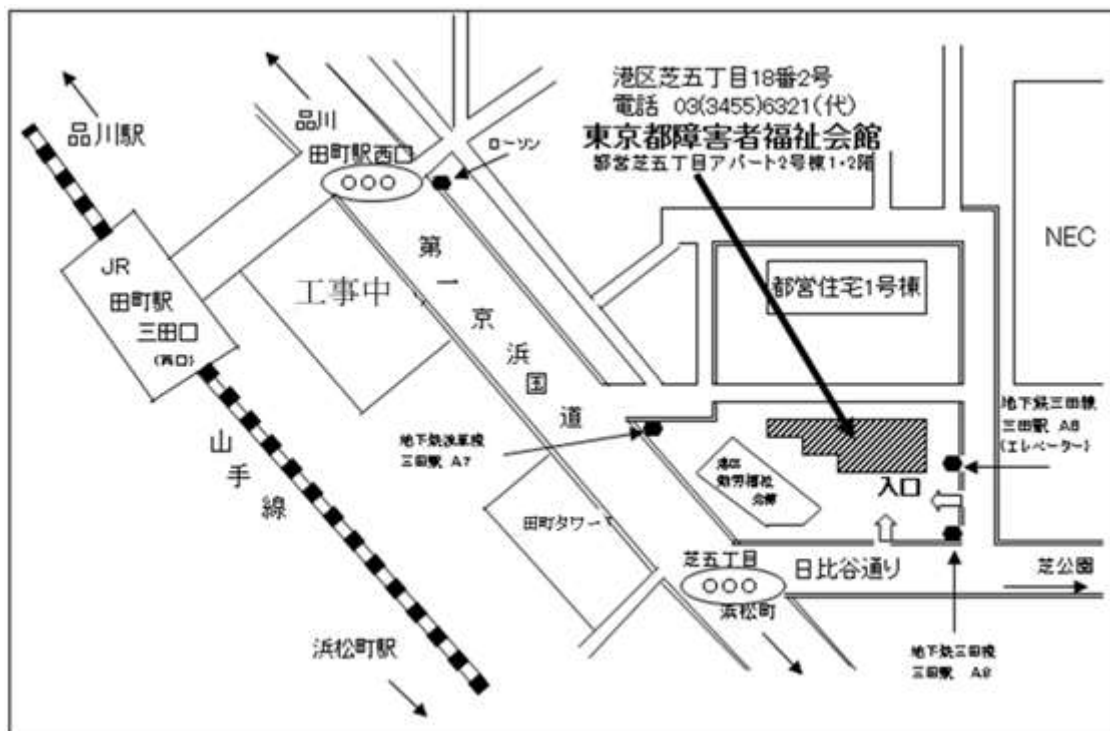 港区芝五丁目18番2号
電話 03(3455)6321(代)
東京都障害者福祉会館
都営芝五丁目アパート2号棟1・2階
品川駅
品川
田町駅西口
ローソン
NEC
JR
田町駅
三田口
(西口)
工事中
第一京浜国道
都営住宅1号棟
地下鉄浅草線
三田駅 A7
地下鉄三田線
三田駅 A8
(エレベーター)
港区
勤労福祉
会館
入口
山手線
田町タワー
芝五丁目
日比谷通り
芝公園
浜松町
浜松町駅
地下鉄三田線
三田駅